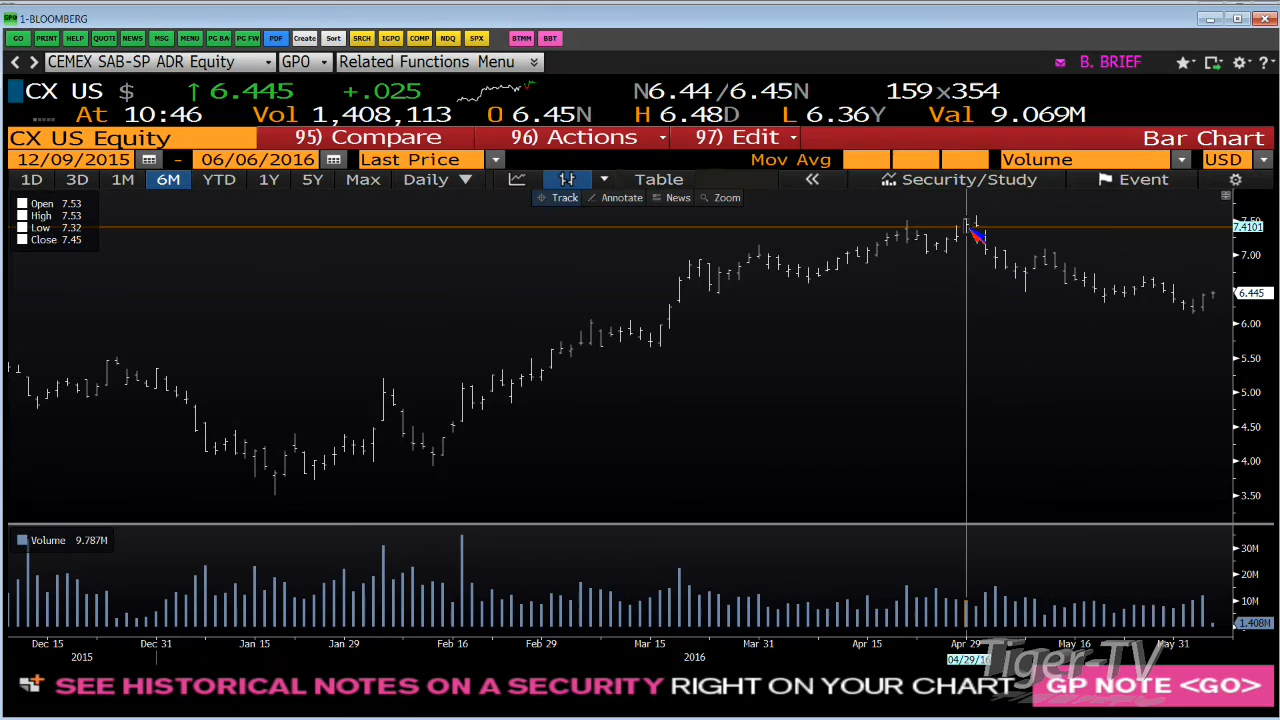 GPO 1-BLOOMBERG
GO PRINT HELP QUOTE NEWS MSG MENU PG BA PG FW PDF Create Sort SRCH IGPO COMP NDQ SPX BTMM BBT
CEMEX SAB-SP ADR Equity GPO Related Functions Menu B. BRIEF
CX US $ ↑ 6.445 +.025 N6.44/6.45N 159x354
At 10:46 Vol 1,408,113 O 6.45N H 6.48D L 6.36Y Val 9.069M
CX US Equity 95) Compare 96) Actions 97) Edit Bar Chart
12/09/2015 - 06/06/2016 Last Price Mov Avg Volume USD
1D 3D 1M 6M YTD 1Y 5Y Max Daily ▼ Table « Security/Study Event
Track Annotate News Zoom
Open 7.53
High 7.53
Low 7.32
Close 7.45
7.50
7.4101
7.00
6.445
6.00
5.50
5.00
4.50
4.00
3.50
Volume 9.787M
30M
20M
10M
1.408M
Dec 15 Dec 31 Jan 15 Jan 29 Feb 16 Feb 29 Mar 15 Mar 31 Apr 15 Apr 29 May 16 May 31
2015 2016 04/29/16
Tiger-TV
SEE HISTORICAL NOTES ON A SECURITY RIGHT ON YOUR CHART GP NOTE <GO>